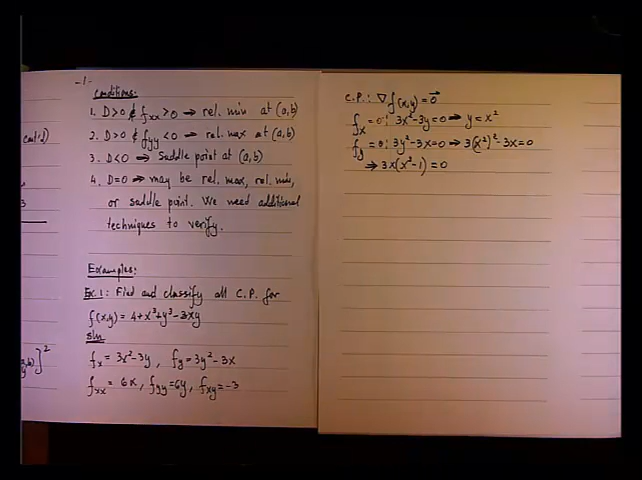 -1-
conditions:
1. D>0 & fxx>0 → rel. min at (a,b)
2. D>0 & fyy<0 → rel. max at (a,b)
3. D<0 → Saddle point at (a,b)
4. D=0 → may be rel. max, rel. min,
or saddle point. We need additional
techniques to verify.
Examples:
Ex.1: Find and classify all C.P. for
f(x,y) = 4+x³+y³-3xy
sln
fx = 3x²-3y, fy = 3y²-3x
fxx = 6x, fyy = 6y, fxy = -3
C.P.: ∇f(x,y) = 0⃗
fx = 0: 3x²-3y=0 → y=x²
fy = 0: 3y²-3x=0 → 3(x²)²-3x=0
→ 3x(x³-1)=0